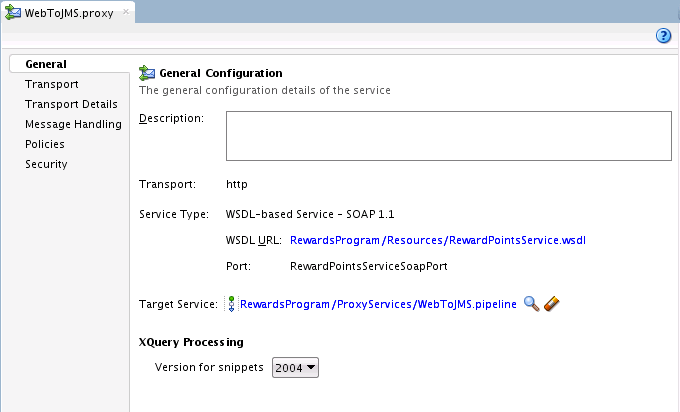 WebToJMS.proxy
General
Transport
Transport Details
Message Handling
Policies
Security
General Configuration
The general configuration details of the service
Description:
Transport: http
Service Type: WSDL-based Service - SOAP 1.1
WSDL URL: RewardsProgram/Resources/RewardPointsService.wsdl
Port: RewardPointsServiceSoapPort
Target Service: RewardsProgram/ProxyServices/WebToJMS.pipeline
XQuery Processing
Version for snippets 2004